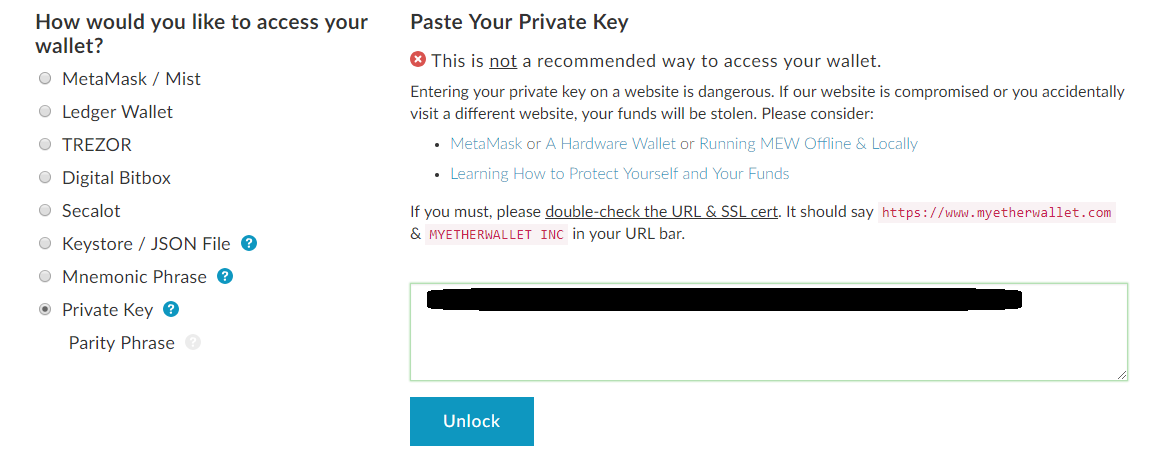 How would you like to access your
wallet?
MetaMask / Mist
Ledger Wallet
TREZOR
Digital Bitbox
Secalot
Keystore / JSON File ?
Mnemonic Phrase ?
Private Key ?
Parity Phrase ?
Paste Your Private Key
This is not a recommended way to access your wallet.
Entering your private key on a website is dangerous. If our website is compromised or you accidentally
visit a different website, your funds will be stolen. Please consider:
• MetaMask or A Hardware Wallet or Running MEW Offline & Locally
• Learning How to Protect Yourself and Your Funds
If you must, please double-check the URL & SSL cert. It should say https://www.myetherwallet.com
& MYETHERWALLET INC in your URL bar.
Unlock